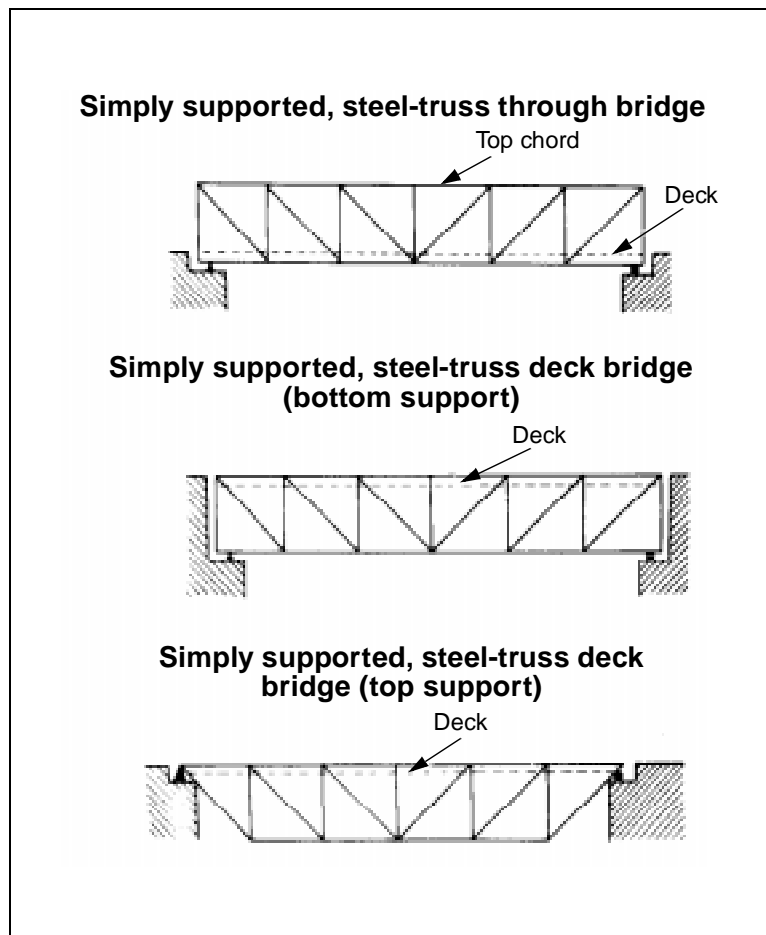 Simply supported, steel-truss through bridge
Top chord
Deck
Simply supported, steel-truss deck bridge
(bottom support)
Deck
Simply supported, steel-truss deck
bridge (top support)
Deck